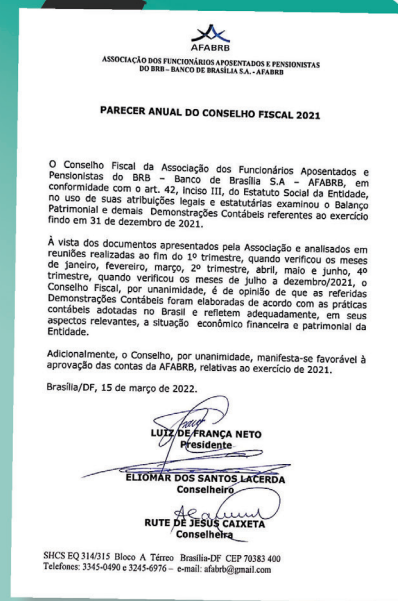 AFABRB
ASSOCIAÇÃO DOS FUNCIONÁRIOS APOSENTADOS E PENSIONISTAS
DO BRB – BANCO DE BRASÍLIA S.A. - AFABRB
PARECER ANUAL DO CONSELHO FISCAL 2021
O Conselho Fiscal da Associação dos Funcionários Aposentados e
Pensionistas do BRB – Banco de Brasília S.A – AFABRB, em
conformidade com o art. 42, inciso III, do Estatuto Social da Entidade,
no uso de suas atribuições legais e estatutárias examinou o Balanço
Patrimonial e demais Demonstrações Contábeis referentes ao exercício
findo em 31 de dezembro de 2021.
À vista dos documentos apresentados pela Associação e analisados em
reuniões realizadas ao fim do 1º trimestre, quando verificou os meses
de janeiro, fevereiro, março, 2º trimestre, abril, maio e junho, 4º
trimestre, quando verificou os meses de julho a dezembro/2021, o
Conselho Fiscal, por unanimidade, é de opinião de que as referidas
Demonstrações Contábeis foram elaboradas de acordo com as práticas
contábeis adotadas no Brasil e refletem adequadamente, em seus
aspectos relevantes, a situação econômico financeira e patrimonial da
Entidade.
Adicionalmente, o Conselho, por unanimidade, manifesta-se favorável à
aprovação das contas da AFABRB, relativas ao exercício de 2021.
Brasília/DF, 15 de março de 2022.
LUIZ DE FRANÇA NETO
Presidente
ELIOMAR DOS SANTOS LACERDA
Conselheiro
RUTE DE JESUS CAIXETA
Conselheira
SHCS EQ 314/315 Bloco A Térreo Brasília-DF CEP 70383 400
Telefones: 3345-0490 e 3245-6976 – e-mail: afabrb@gmail.com